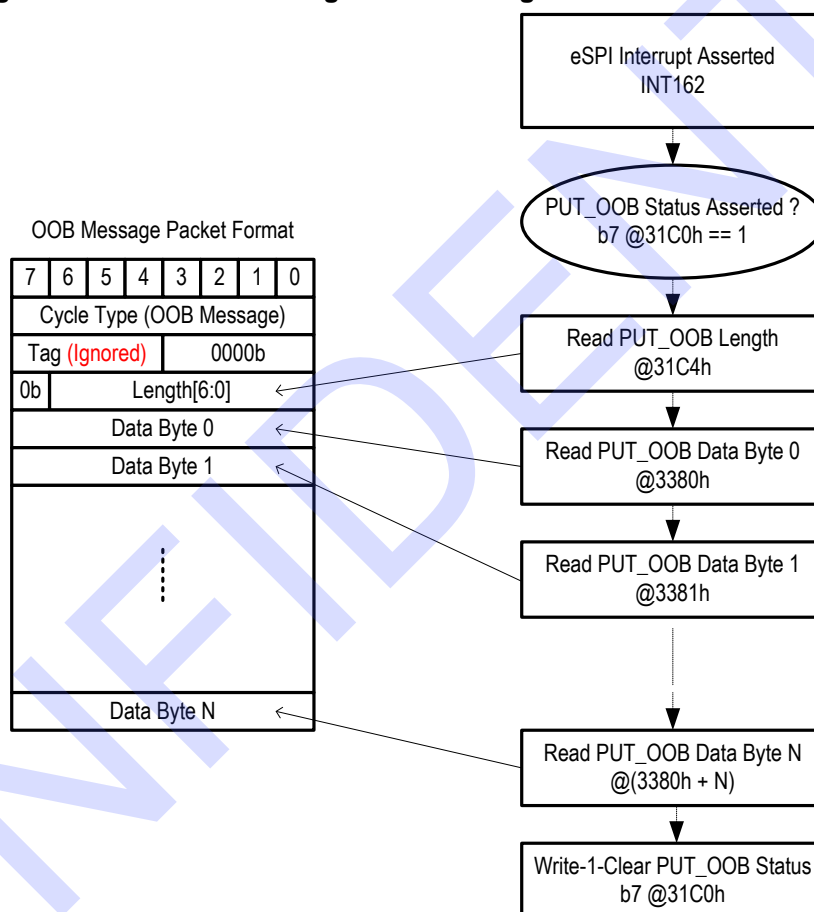 eSPI Interrupt Asserted
INT162
PUT_OOB Status Asserted ?
b7 @31C0h == 1
OOB Message Packet Format
7 6 5 4 3 2 1 0
Cycle Type (OOB Message)
Tag (Ignored) 0000b
0b Length[6:0]
Data Byte 0
Data Byte 1
Data Byte N
Read PUT_OOB Length
@31C4h
Read PUT_OOB Data Byte 0
@3380h
Read PUT_OOB Data Byte 1
@3381h
Read PUT_OOB Data Byte N
@(3380h + N)
Write-1-Clear PUT_OOB Status
b7 @31C0h
NFIDENT